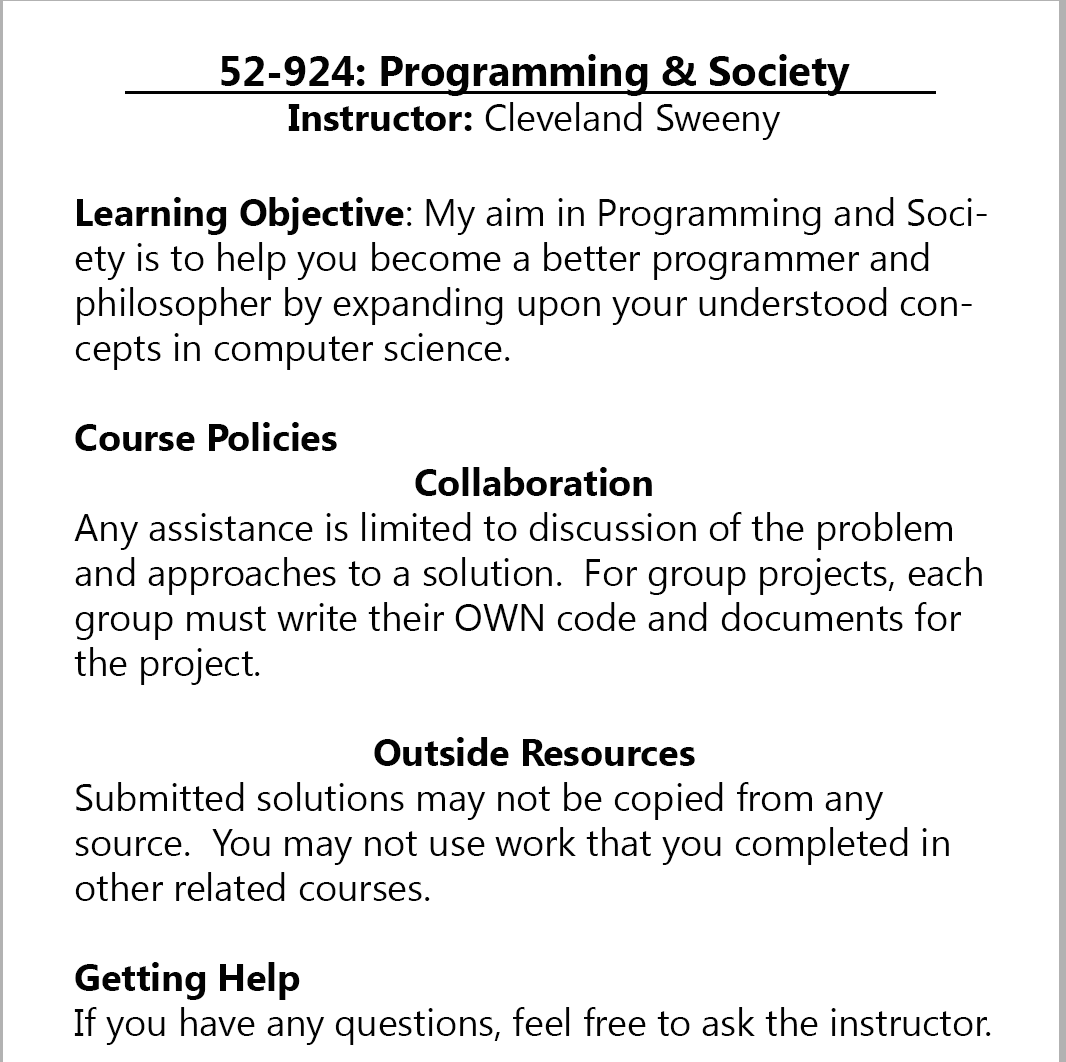 52-924: Programming & Society
Instructor: Cleveland Sweeny
Learning Objective: My aim in Programming and Soci-
ety is to help you become a better programmer and
philosopher by expanding upon your understood con-
cepts in computer science.
Course Policies
Collaboration
Any assistance is limited to discussion of the problem
and approaches to a solution.  For group projects, each
group must write their OWN code and documents for
the project.
Outside Resources
Submitted solutions may not be copied from any
source.  You may not use work that you completed in
other related courses.
Getting Help
If you have any questions, feel free to ask the instructor.